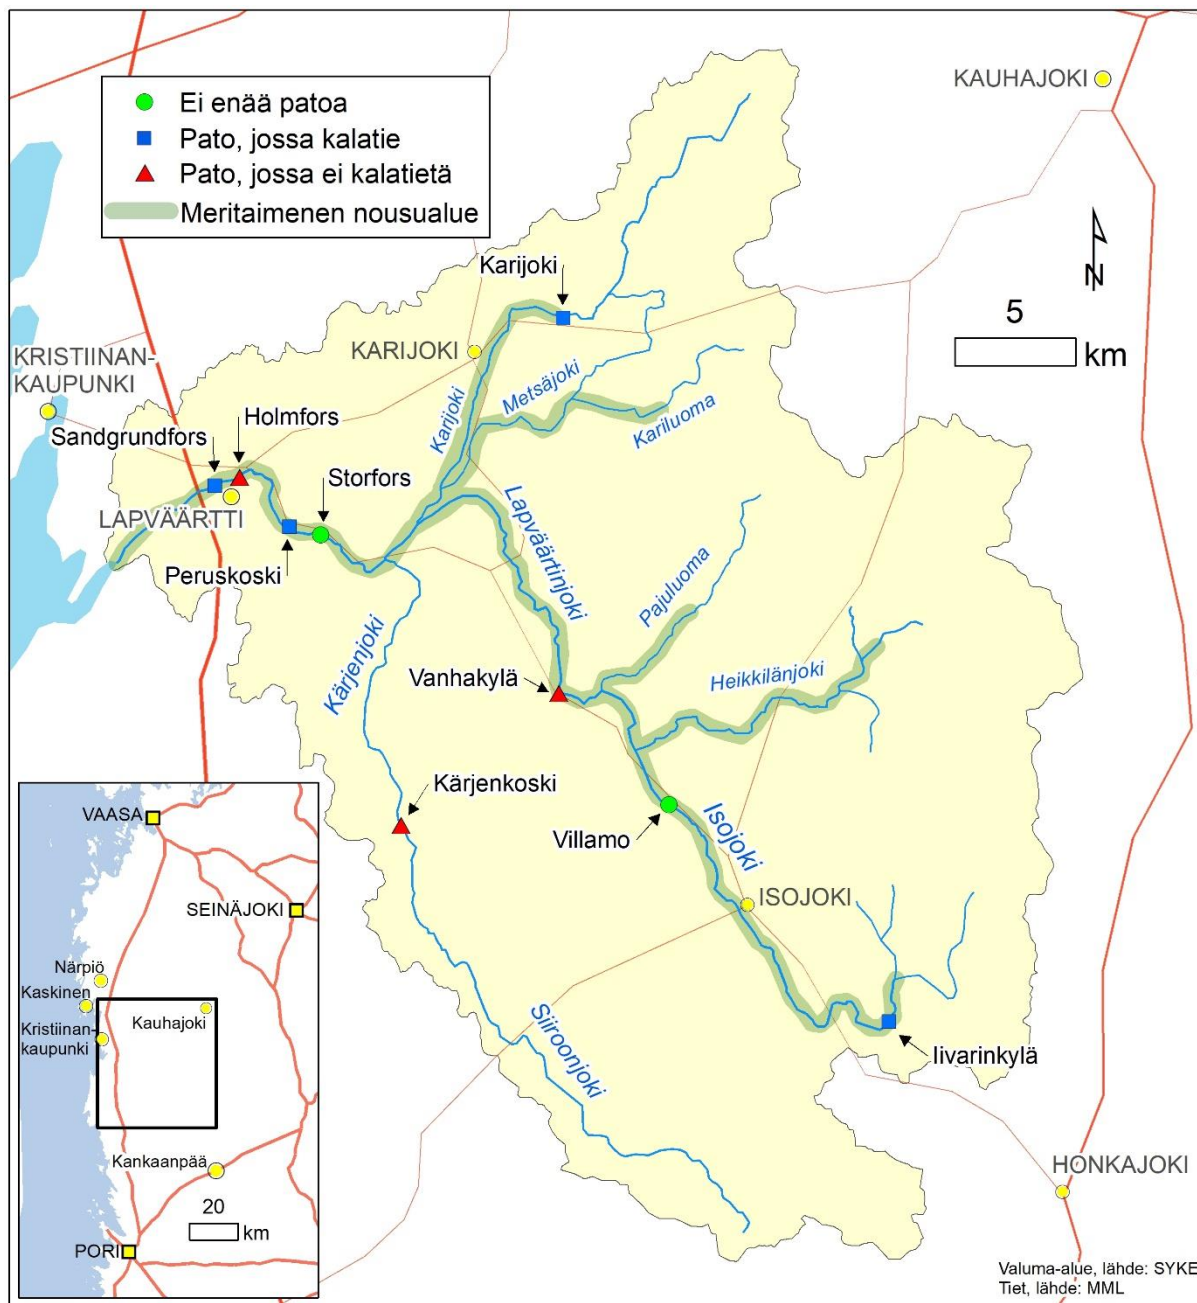 Ei enää patoa
Pato, jossa kalatie
Pato, jossa ei kalatietä
Meritaimenen nousualue
KAUHAJOKI
N
5
km
Karijoki
KARIJOKI
KRISTIINAN-
KAUPUNKI
Metsäjoki
Kariluoma
Karijoki
Holmfors
Sandgrundfors
Storfors
LAPVÄÄRTTI
Peruskoski
Lapväärtinjoki
Pajuluoma
Kärjenjoki
Vanhakylä
Heikkilänjoki
Kärjenkoski
Villamo
Isojoki
ISOJOKI
Siiroonjoki
Iivarinkylä
HONKAJOKI
VAASA
SEINÄJOKI
Närpiö
Kaskinen
Kauhajoki
Kristiinan-
kaupunki
Kankaanpää
20
km
PORI
Valuma-alue, lähde: SYKE
Tiet, lähde: MML